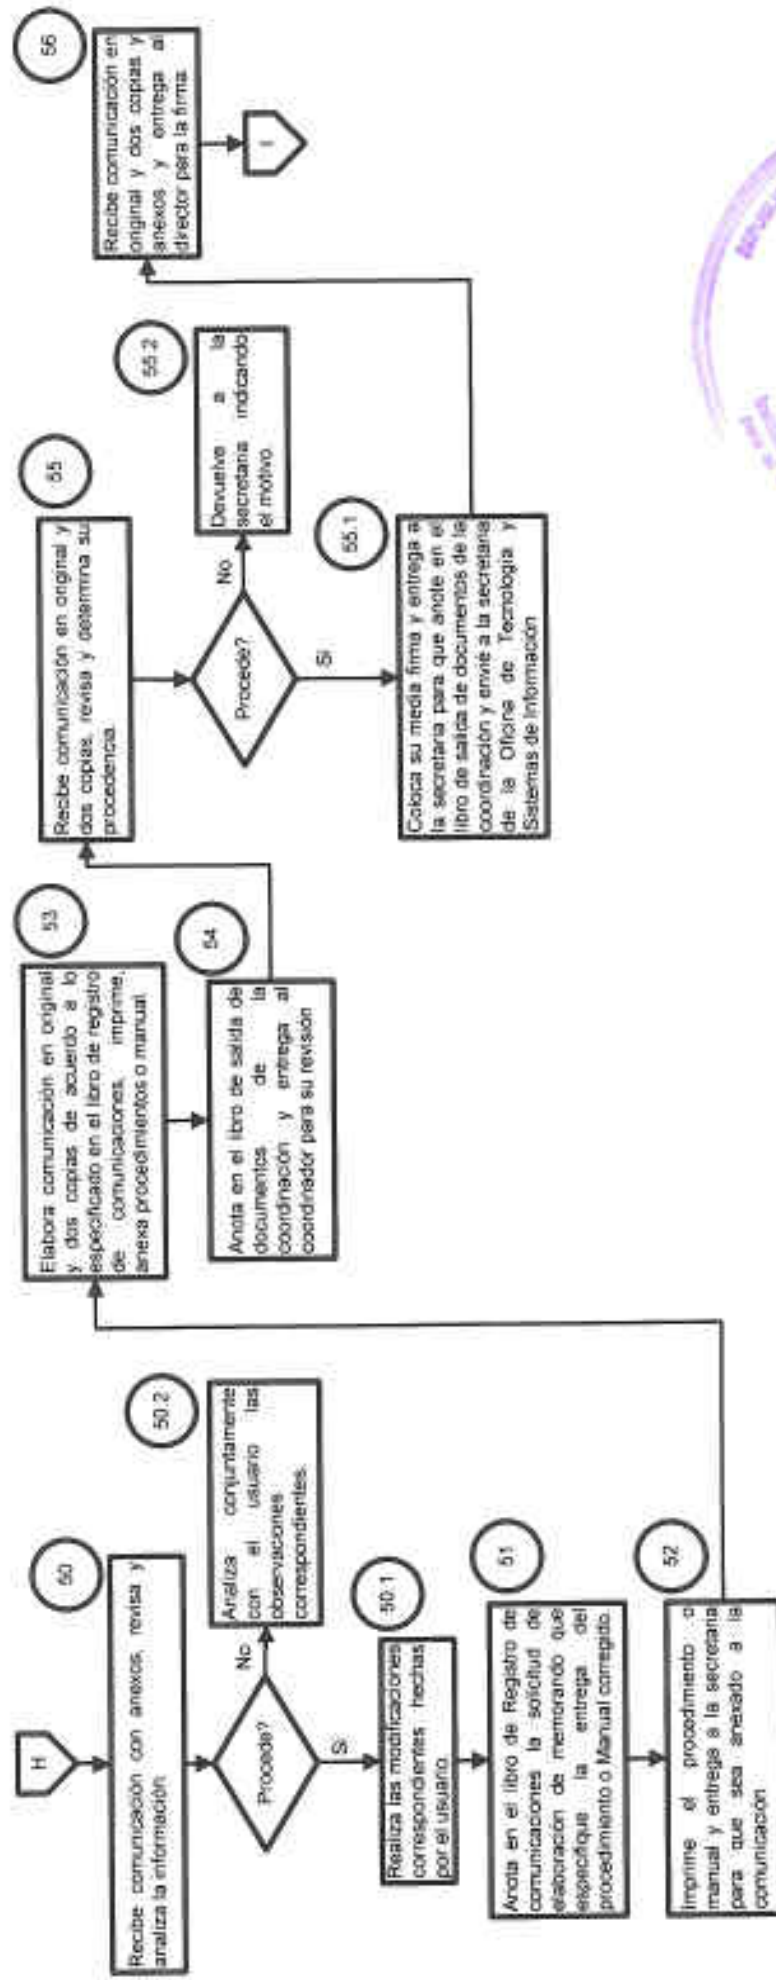 H
50
Recibe comunicación con anexos, revisa y
analiza la información.
Procede?
No
Si
50.2
Analiza conjuntamente
con el usuario las
observaciones
correspondientes.
50.1
Realiza las modificaciones
correspondientes hechas
por el usuario.
51
Anota en el libro de Registro de
comunicaciones la solicitud de
elaboración de memorando que
especifique la entrega del
procedimiento o Manual corregido.
52
Imprime el procedimiento o
manual y entrega a la secretaria
para que sea anexado a la
comunicación
53
Elabora comunicación en original
y dos copias de acuerdo a lo
especificado en el libro de registro
de comunicaciones, imprime,
anexa procedimientos o manual.
54
Anota en el libro de salida de
documentos de la
coordinación y entrega al
coordinador para su revisión
55
Recibe comunicación en original y
dos copias, revisa y determina su
procedencia.
Procede?
No
Si
55.2
Devuelve a la
secretaria indicando
el motivo.
55.1
Coloca su media firma y entrega a
la secretaria para que anote en el
libro de salida de documentos de la
coordinación y envié a la secretaria
de la Oficina de Tecnología y
Sistemas de Información
56
Recibe comunicación en
original y dos copias y
anexos y entrega al
director para la firma.
I